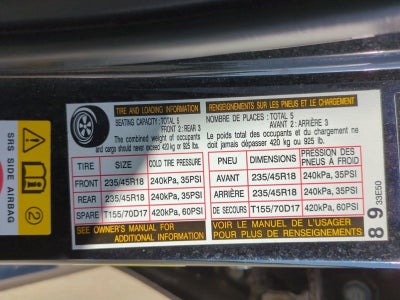 TIRE AND LOADING INFORMATION
SEATING CAPACITY : TOTAL 5
FRONT 2 : REAR 3
The combined weight of occupants
and cargo should never exceed 420 kg or 925 lb.
RENSEIGNEMENTS SUR LES PNEUS ET LE CHARGEMENT
NOMBRE DE PLACES : TOTAL 5
AVANT 2 : ARRIÈRE 3
Le poids total des occupants et du chargement ne
doit jamais dépasser 420 kg ou 925 lb.
TIRE SIZE COLD TIRE PRESSURE
FRONT 235/45R18 240kPa, 35PSI
REAR 235/45R18 240kPa, 35PSI
SPARE T155/70D17 420kPa, 60PSI
PNEU DIMENSIONS PRESSION DES PNEUS À FROID
AVANT 235/45R18 240kPa, 35PSI
ARRIÈRE 235/45R18 240kPa, 35PSI
DE SECOURS T155/70D17 420kPa, 60PSI
SEE OWNER'S MANUAL FOR
ADDITIONAL INFORMATION
VOIR LE MANUEL DE L'USAGER
POUR PLUS DE RENSEIGNEMENTS
8 9 33E50
SRS SIDE AIRBAG
2